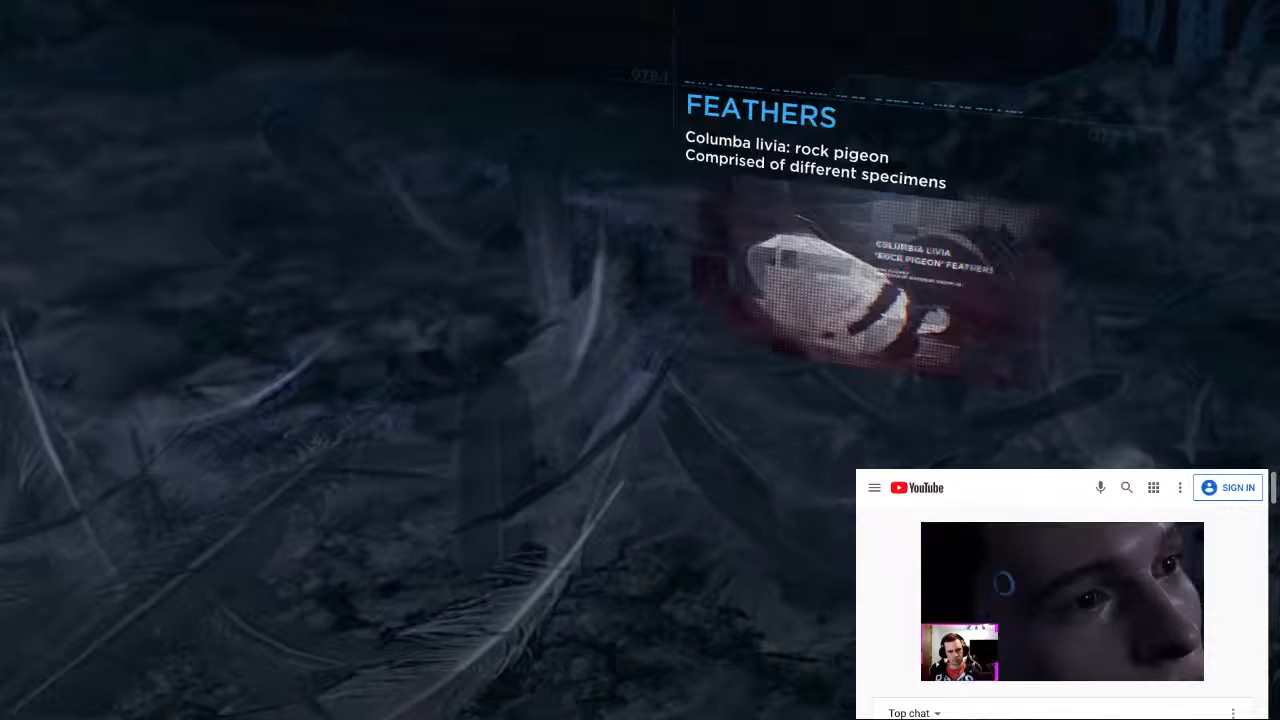 FEATHERS
Columba livia: rock pigeon
Comprised of different specimens
COLUMBIA LIVIA
'ROCK PIGEON' FEATHERS
YouTube
SIGN IN
Top chat